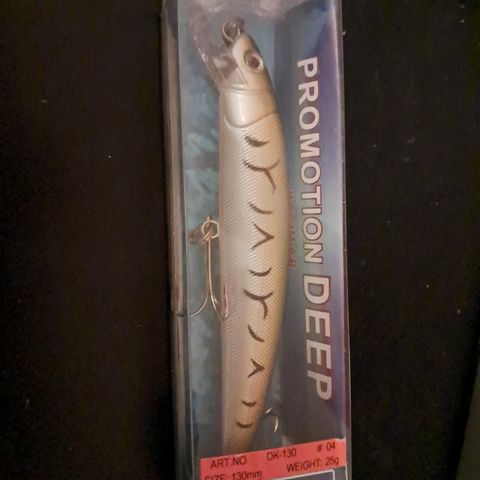 PROMOTION DEEP
ART.NO. DK-130 # 04
SIZE: 130mm WEIGHT: 25g